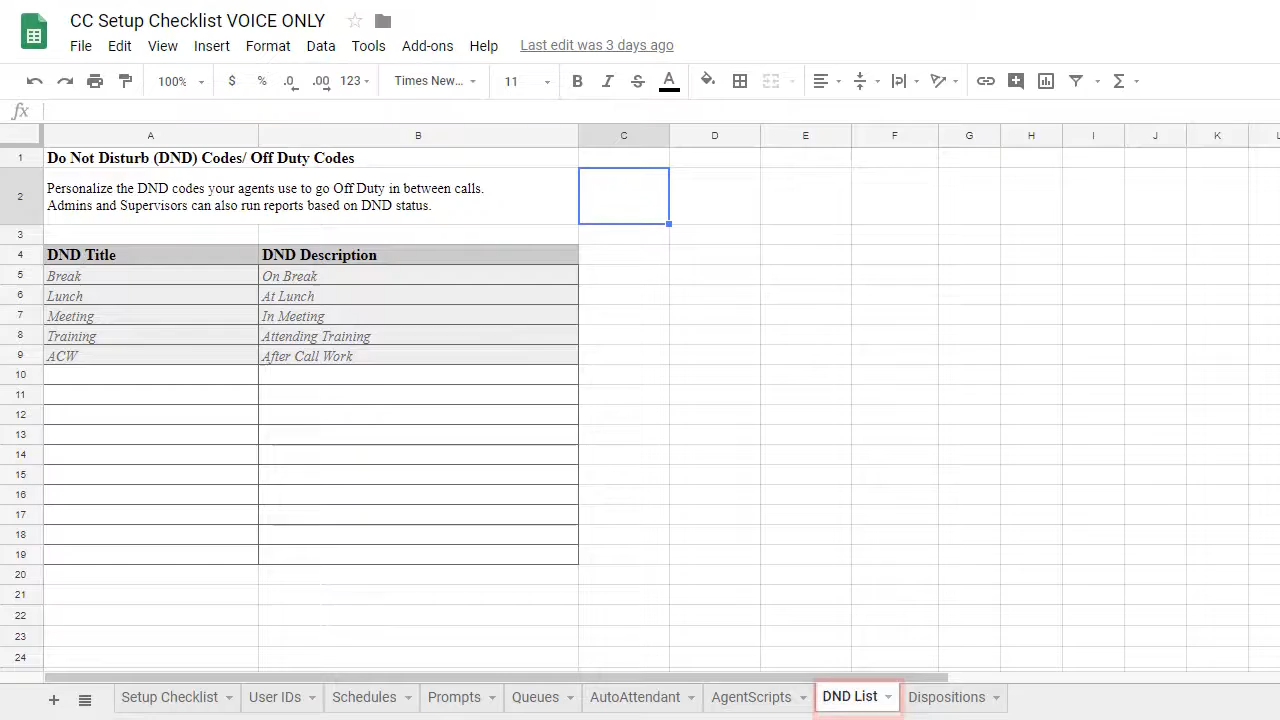 CC Setup Checklist VOICE ONLY
File Edit View Insert Format Data Tools Add-ons Help Last edit was 3 days ago
100% $ % .0 .00 123 Times New... 11 B I S A
fx
A B C D E F G H I J K L
1 Do Not Disturb (DND) Codes/ Off Duty Codes
Personalize the DND codes your agents use to go Off Duty in between calls.
2 Admins and Supervisors can also run reports based on DND status.
3
4 DND Title DND Description
5 Break On Break
6 Lunch At Lunch
7 Meeting In Meeting
8 Training Attending Training
9 ACW After Call Work
10
11
12
13
14
15
16
17
18
19
20
21
22
23
24
Setup Checklist User IDs Schedules Prompts Queues AutoAttendant AgentScripts DND List Dispositions